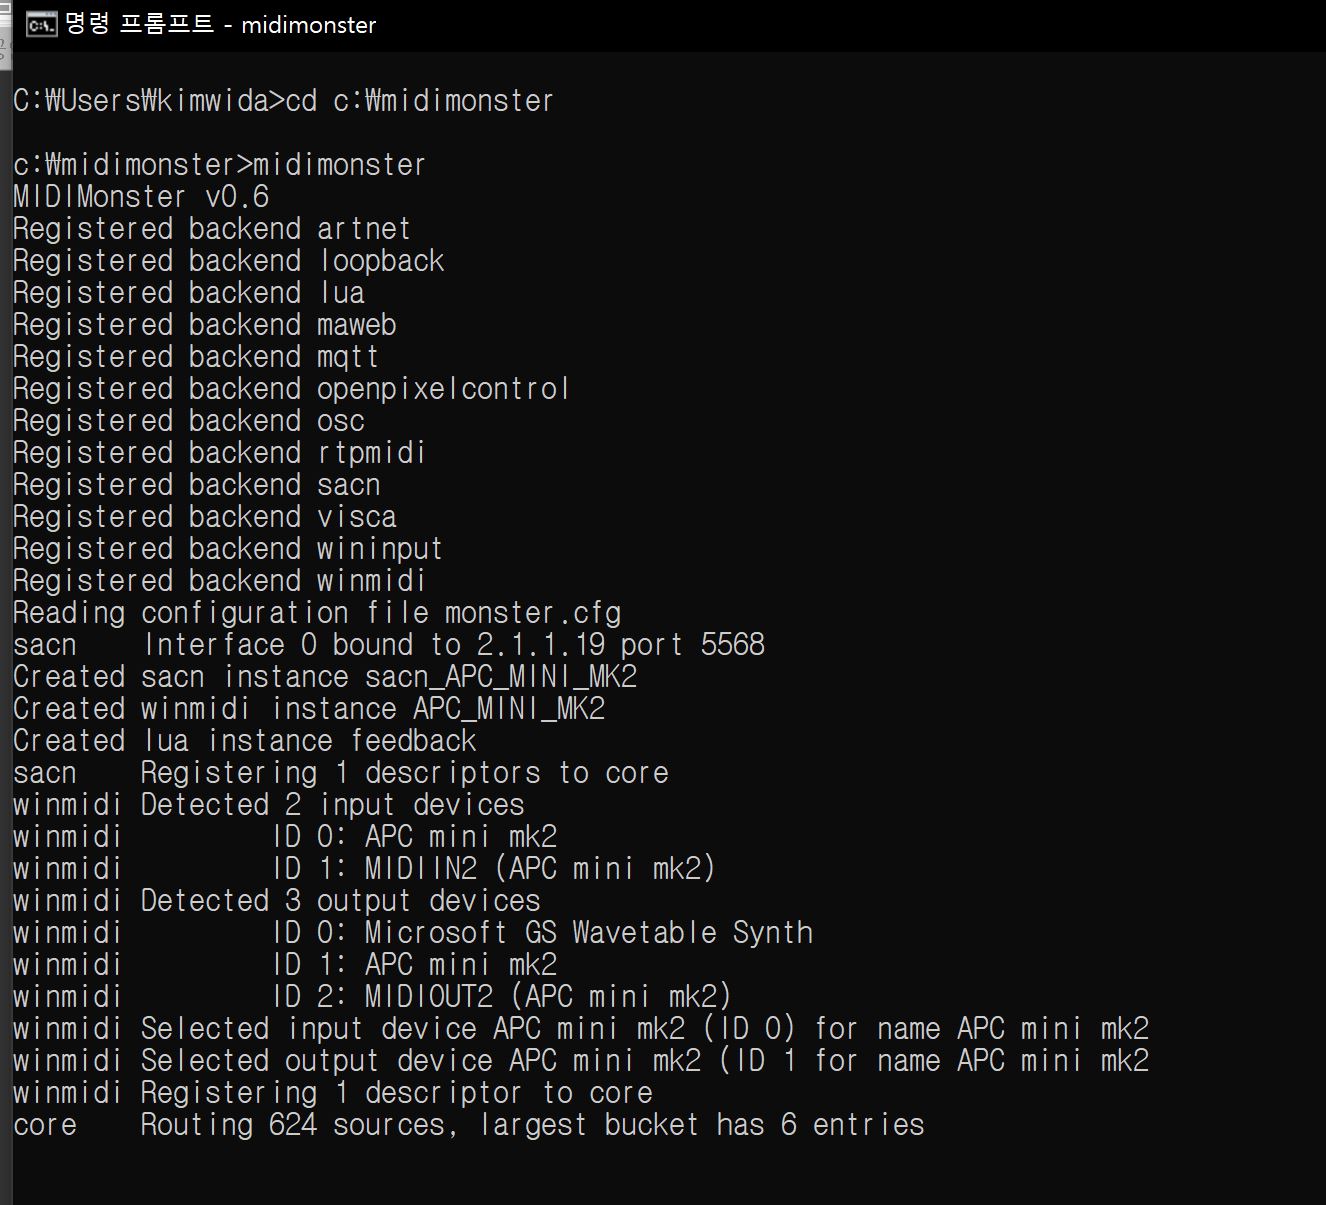 명령 프롬프트 - midimonster
C:₩Users₩kimwida>cd c:₩midimonster
c:₩midimonster>midimonster
MIDIMonster v0.6
Registered backend artnet
Registered backend loopback
Registered backend lua
Registered backend maweb
Registered backend mqtt
Registered backend openpixelcontrol
Registered backend osc
Registered backend rtpmidi
Registered backend sacn
Registered backend visca
Registered backend wininput
Registered backend winmidi
Reading configuration file monster.cfg
sacn    Interface 0 bound to 2.1.1.19 port 5568
Created sacn instance sacn_APC_MINI_MK2
Created winmidi instance APC_MINI_MK2
Created lua instance feedback
sacn    Registering 1 descriptors to core
winmidi Detected 2 input devices
winmidi         ID 0: APC mini mk2
winmidi         ID 1: MIDIIN2 (APC mini mk2)
winmidi Detected 3 output devices
winmidi         ID 0: Microsoft GS Wavetable Synth
winmidi         ID 1: APC mini mk2
winmidi         ID 2: MIDIOUT2 (APC mini mk2)
winmidi Selected input device APC mini mk2 (ID 0) for name APC mini mk2
winmidi Selected output device APC mini mk2 (ID 1 for name APC mini mk2
winmidi Registering 1 descriptor to core
core    Routing 624 sources, largest bucket has 6 entries